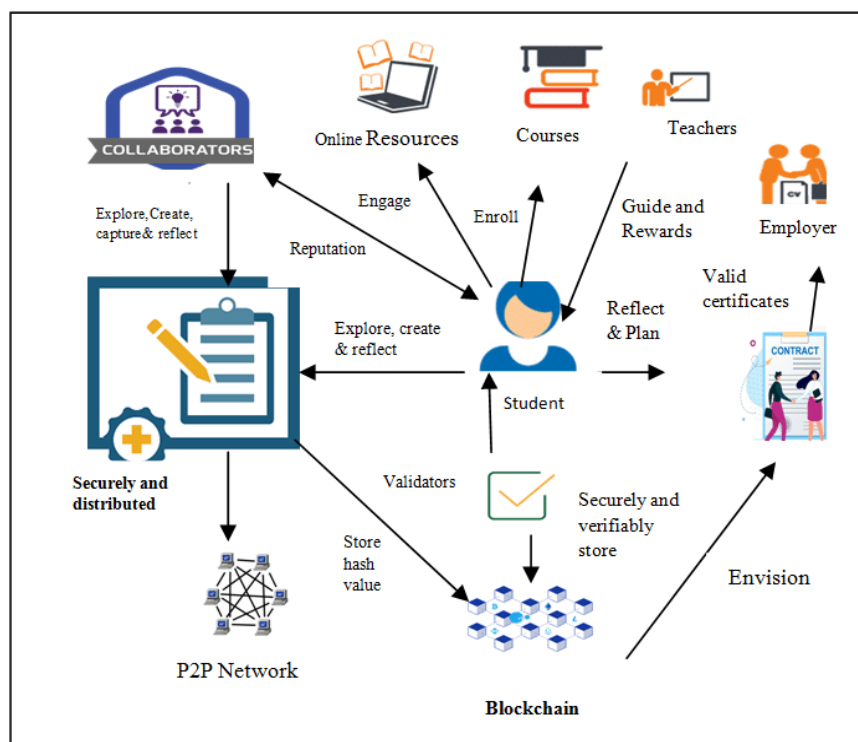 COLLABORATORS
Online Resources
Courses
Teachers
Employer
Explore,Create,
capture& reflect
Engage
Enroll
Guide and
Rewards
Reputation
Valid
certificates
Explore, create
& reflect
Reflect
& Plan
CV
CONTRACT
Student
Securely and
distributed
Validators
Securely and
verifiably
store
Store
hash
value
Envision
P2P Network
Blockchain